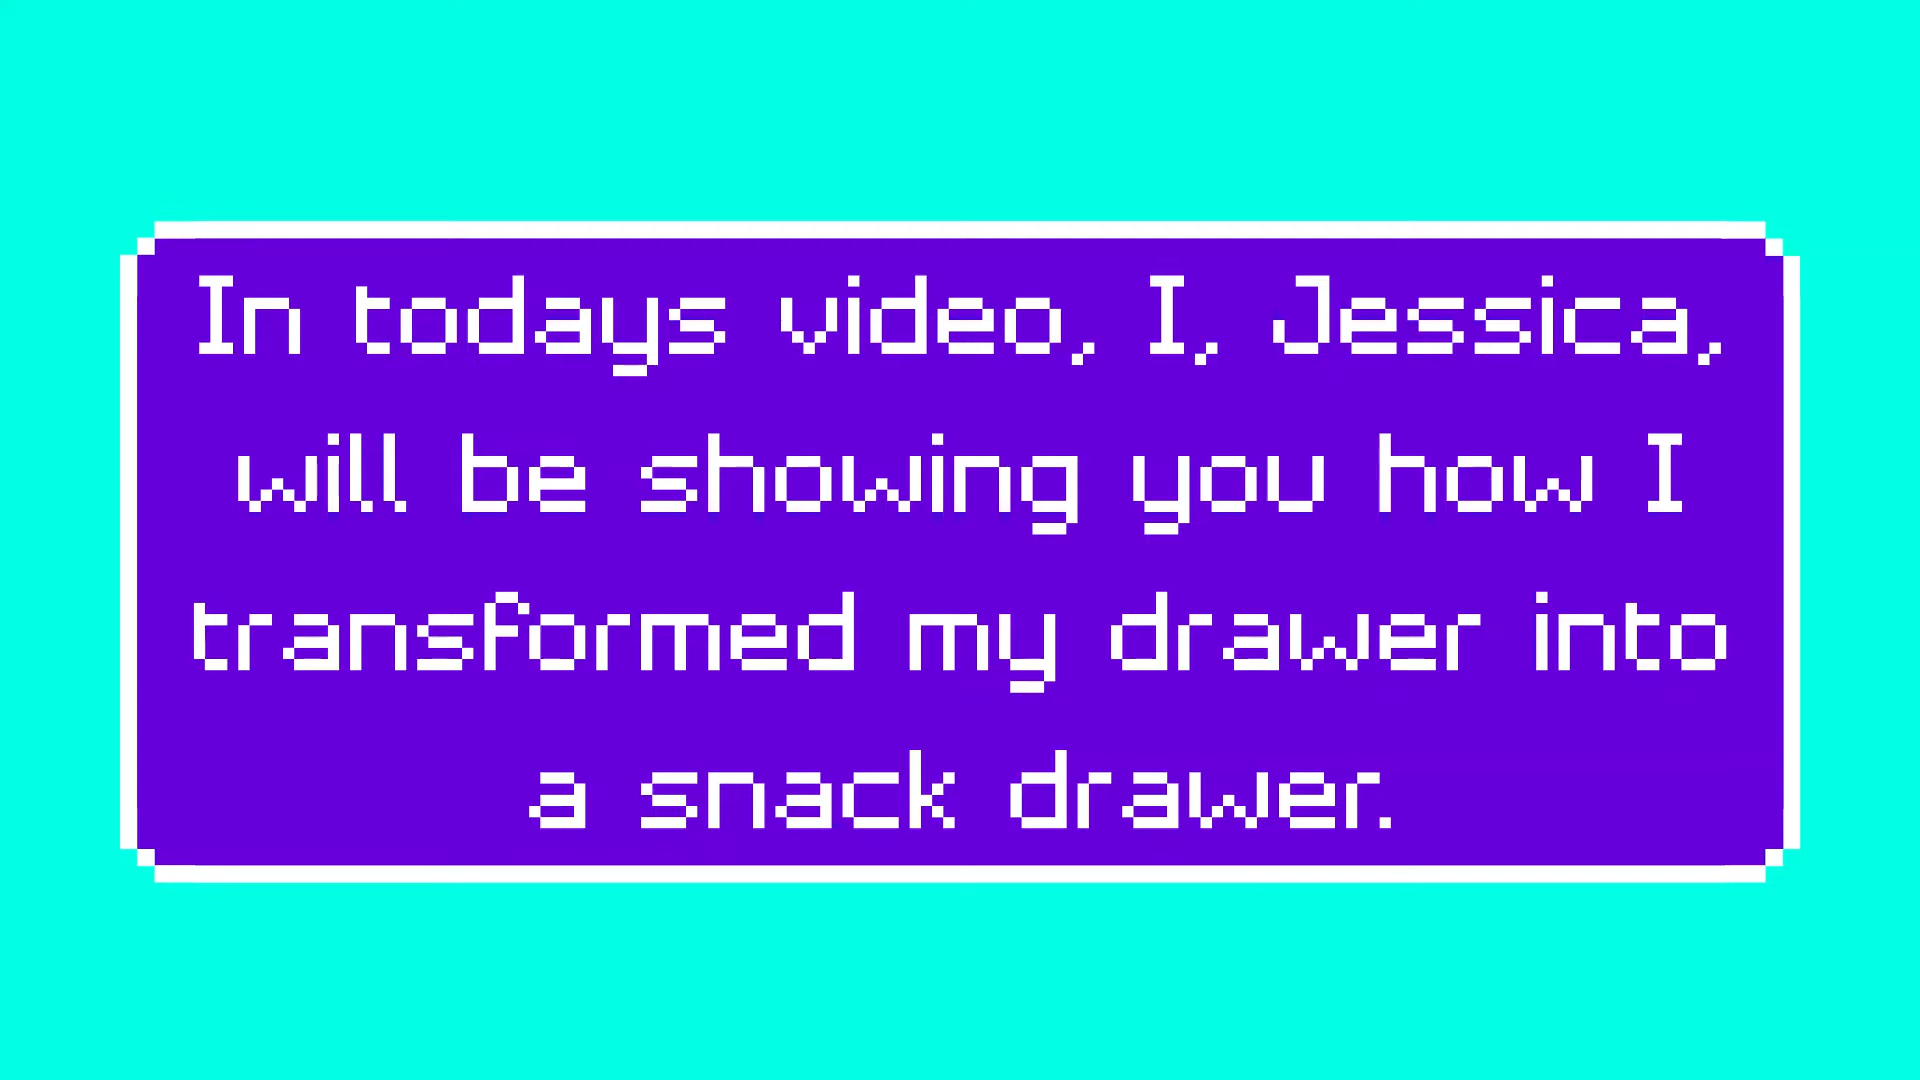 In todays video, I, Jessica,
will be showing you how I
transformed my drawer into
a snack drawer.